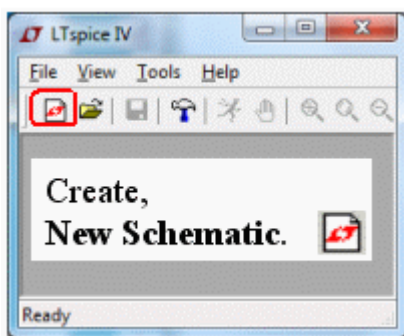 LTspice IV
File View Tools Help
Create,
New Schematic.
Ready